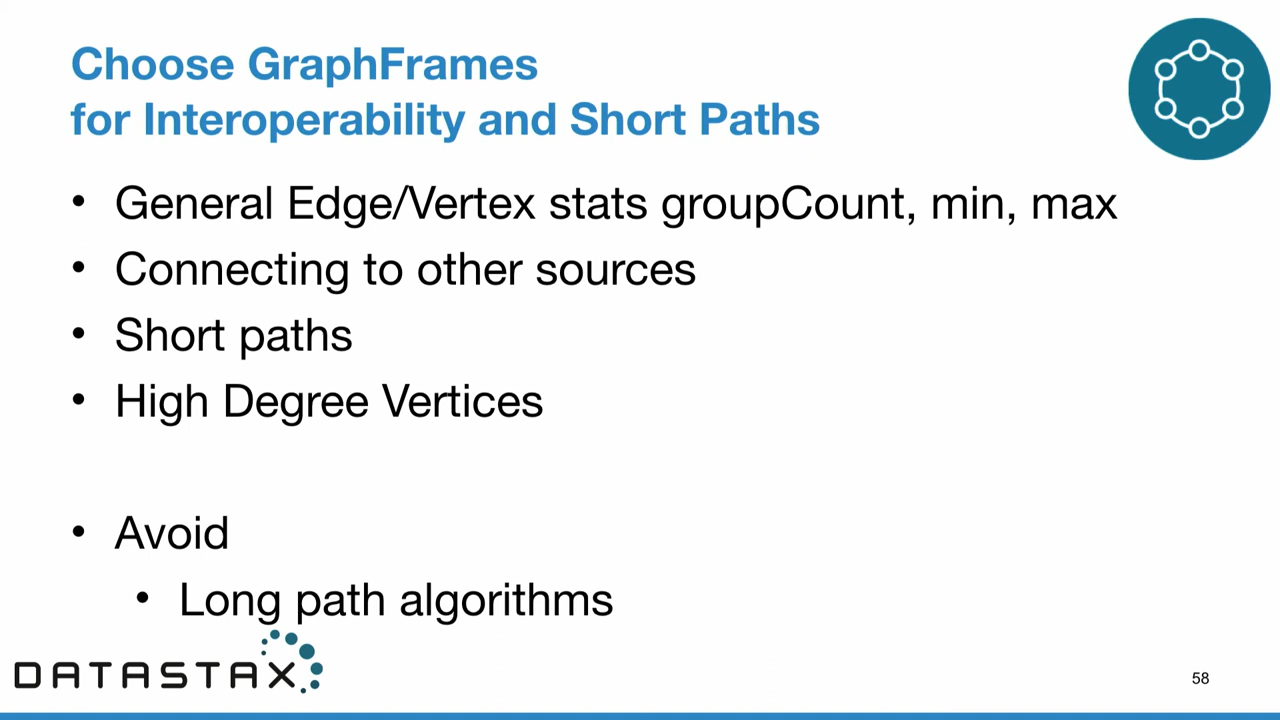 Choose GraphFrames
for Interoperability and Short Paths
• General Edge/Vertex stats groupCount, min, max
• Connecting to other sources
• Short paths
• High Degree Vertices
• Avoid
• Long path algorithms
DATASTAX
58